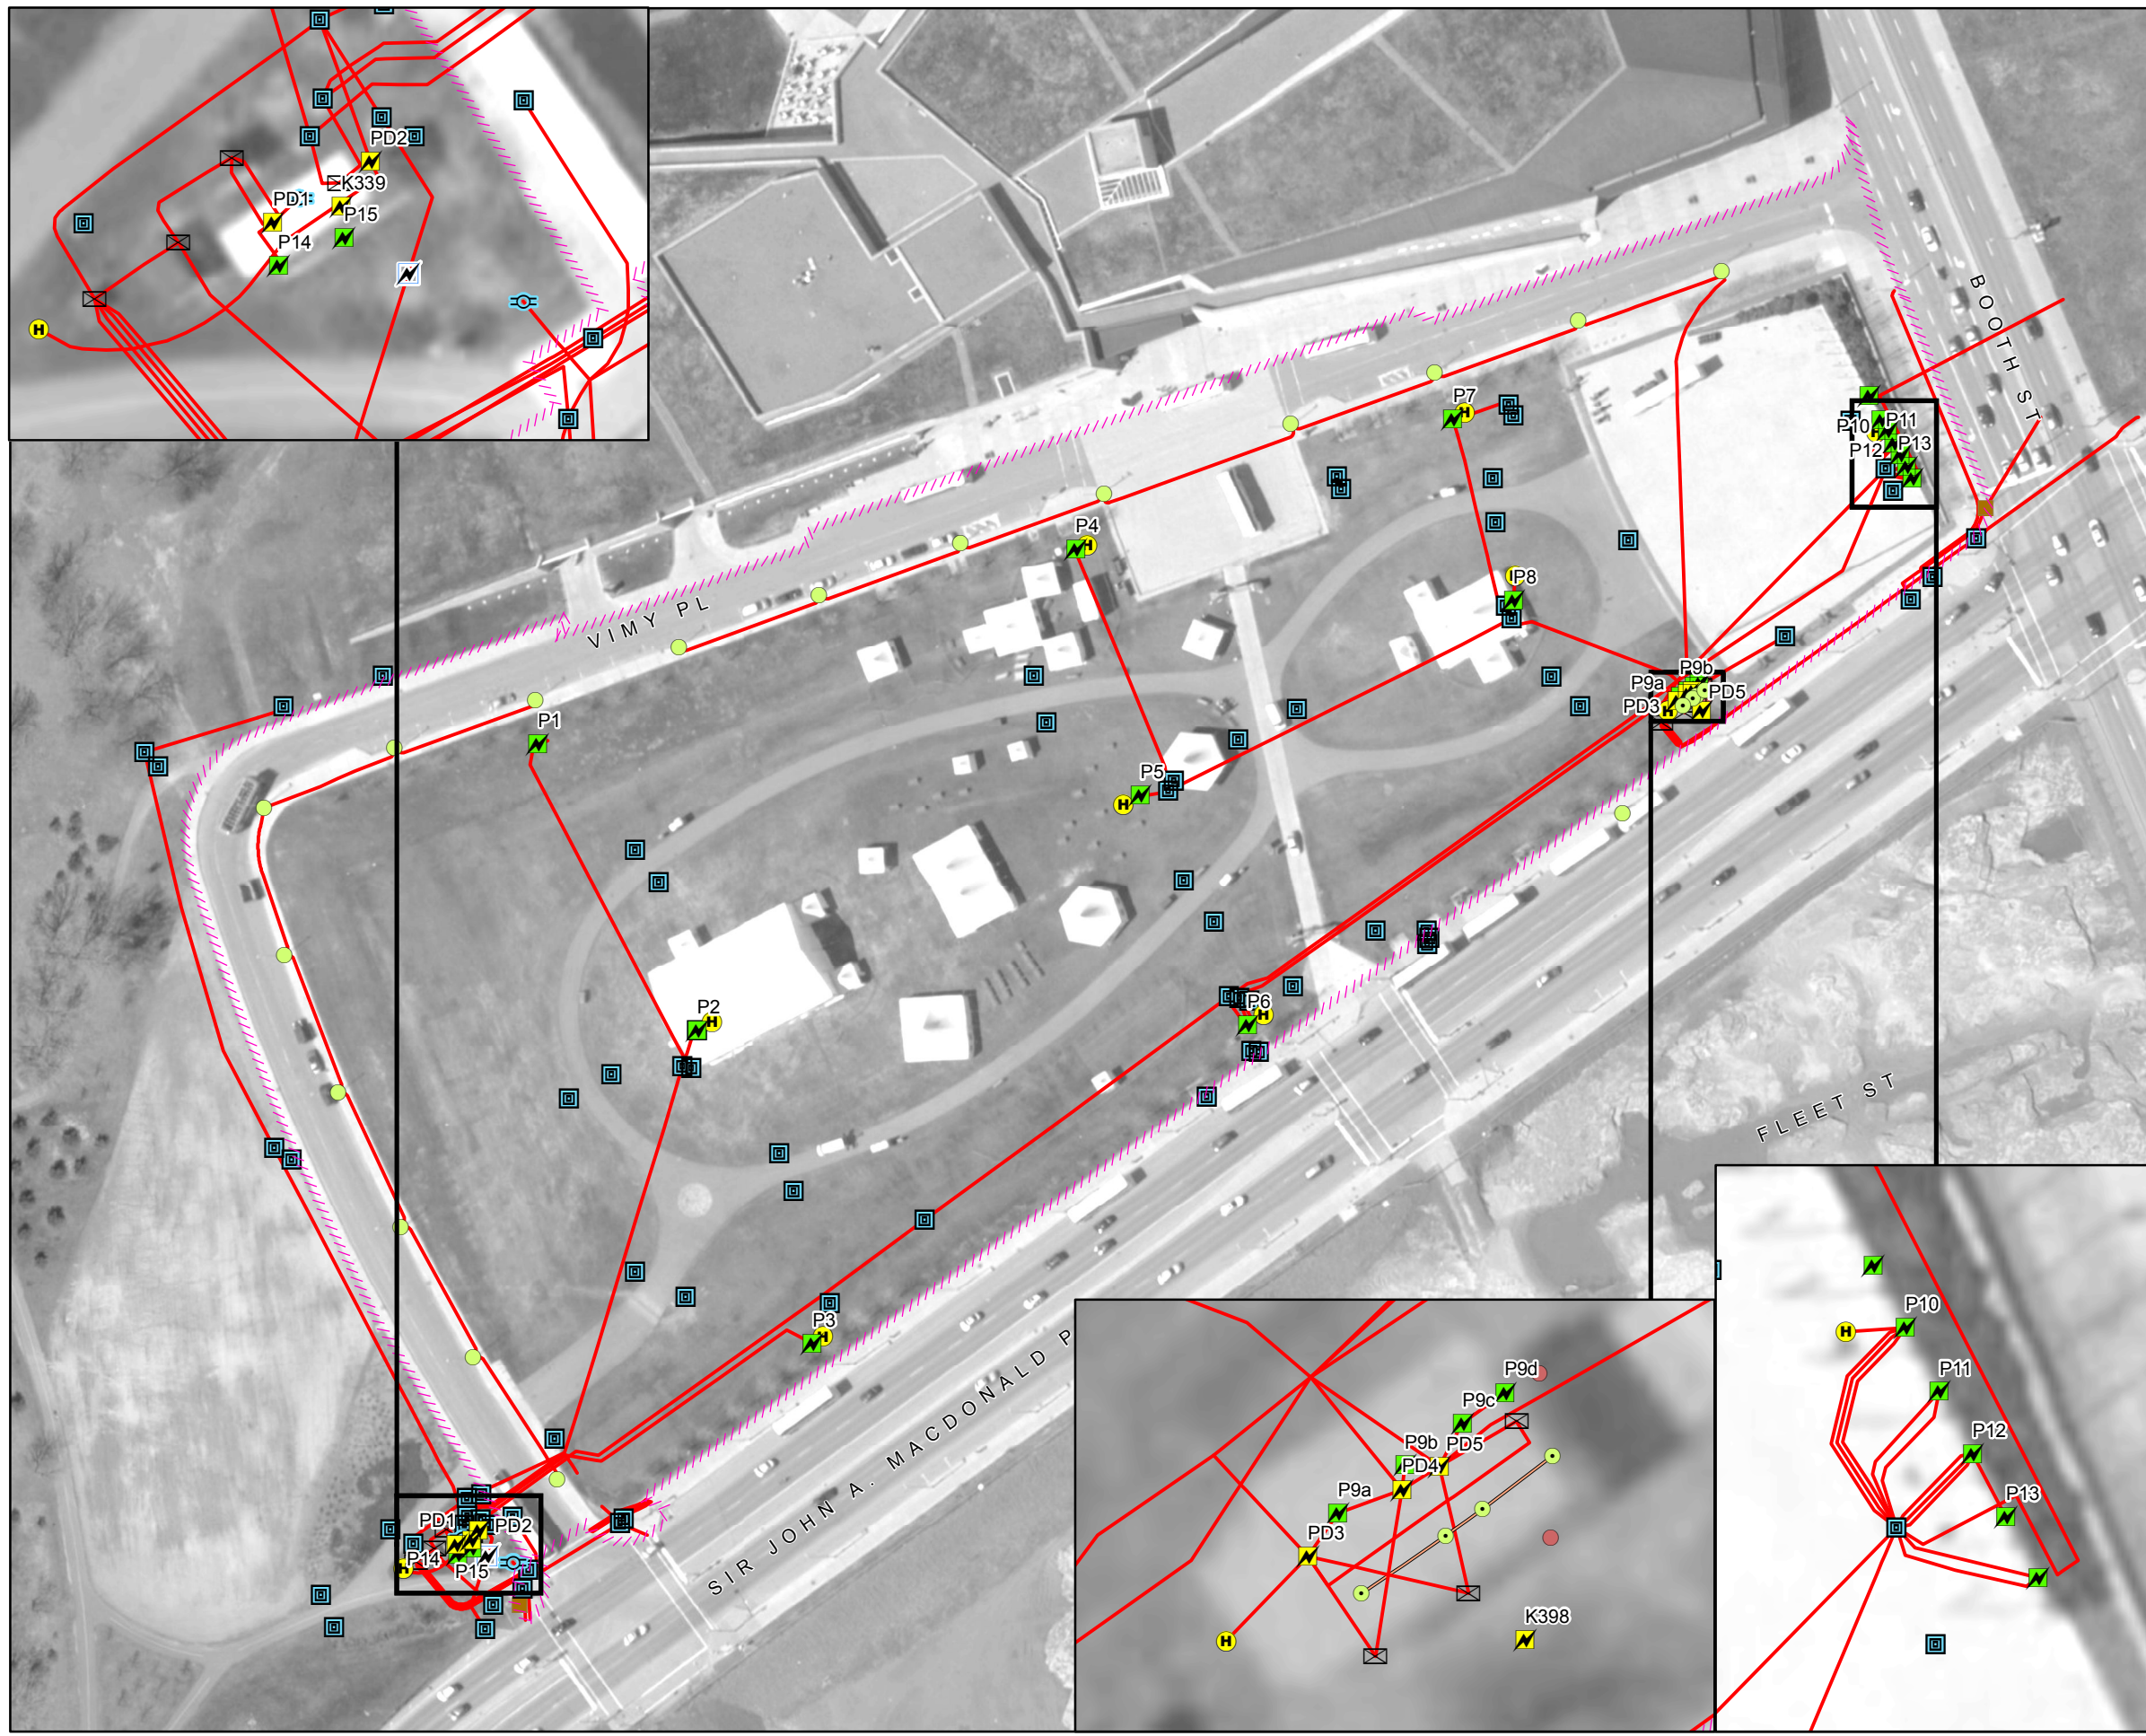 PD2
K339
PD1
P15
P14
BOOTH ST
P7
P11
P10
P13
P12
P4
P8
VIMY PL
P9b
P9a
PD5
PD3
P1
P5
P2
P6
FLEET ST
P3
SIR JOHN A. MACDONALD P
PD1
PD2
P14
P15
P9d
P9c
P9b
PD5
PD4
P9a
PD3
K398
P10
P11
P12
P13
H
H
H
H
H
H
H
H
H
H
H